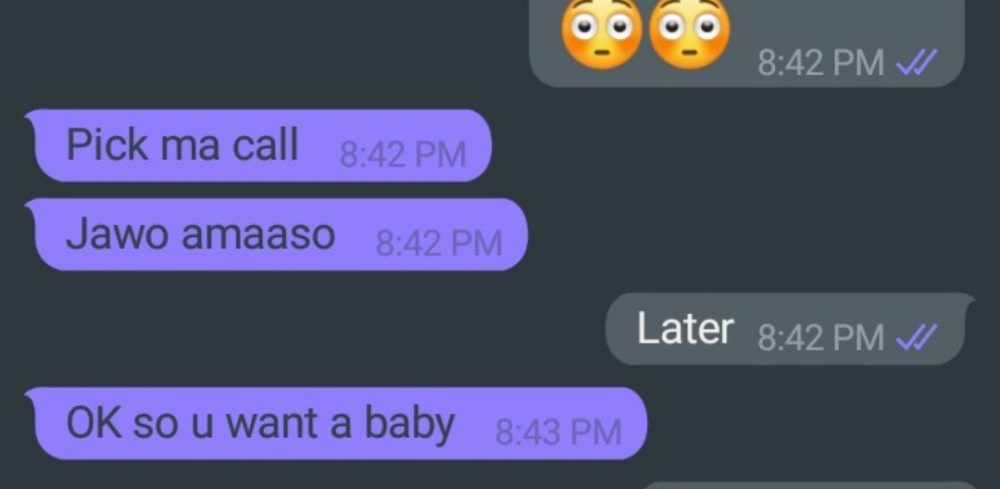 😳😳 8:42 PM
Pick ma call 8:42 PM
Jawo amaaso 8:42 PM
Later 8:42 PM
OK so u want a baby 8:43 PM